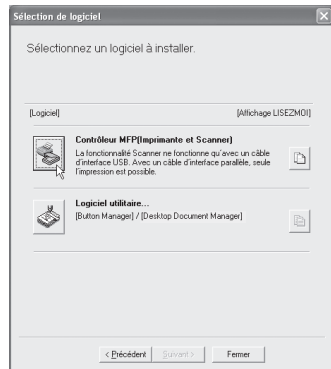 Sélection de logiciel
Sélectionnez un logiciel à installer.
[Logiciel] [Affichage LISEZMOI]
Contrôleur MFP(Imprimante et Scanner)
La fonctionnalité Scanner ne fonctionne qu'avec un câble
d'interface USB. Avec un câble d'interface parallèle, seule
l'impression est possible.
Logiciel utilitaire...
[Button Manager] / [Desktop Document Manager]
< Précédent Suivant > Fermer